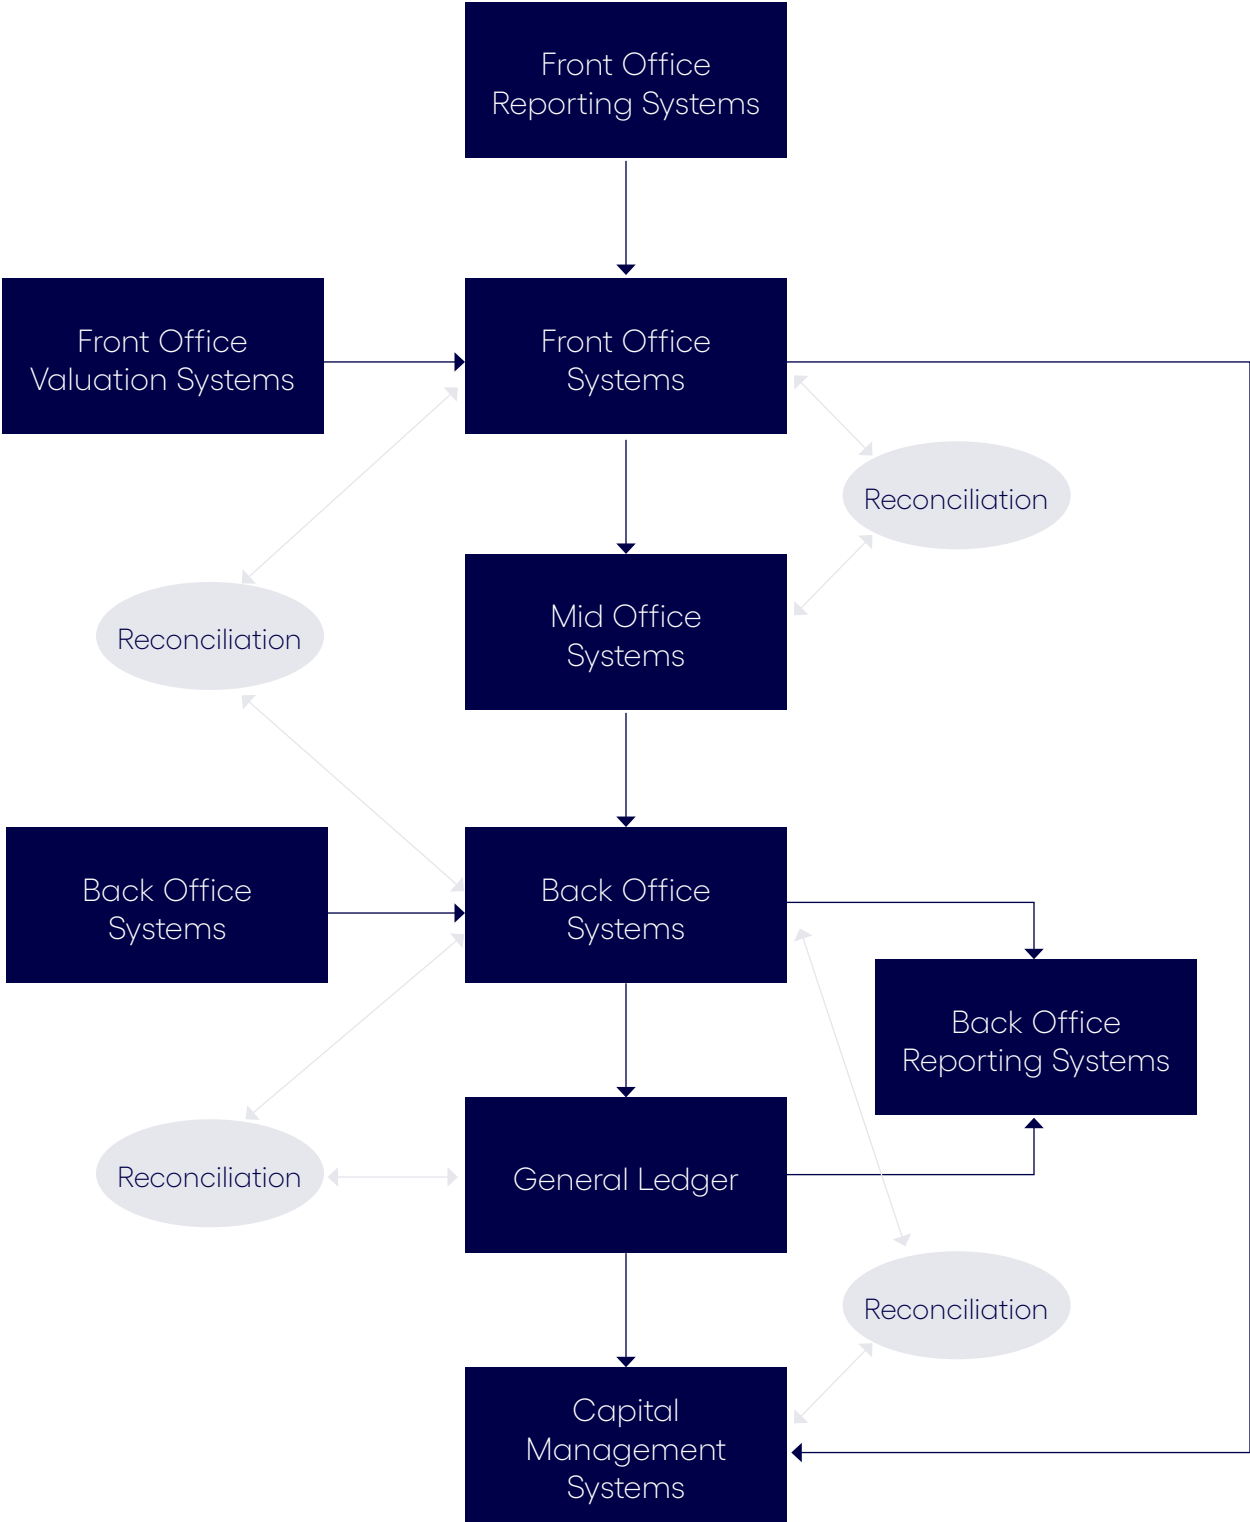 Front Office
Reporting Systems
Front Office
Valuation Systems
Front Office
Systems
Reconciliation
Mid Office
Systems
Reconciliation
Back Office
Systems
Back Office
Systems
Back Office
Reporting Systems
Reconciliation
General Ledger
Reconciliation
Capital
Management
Systems